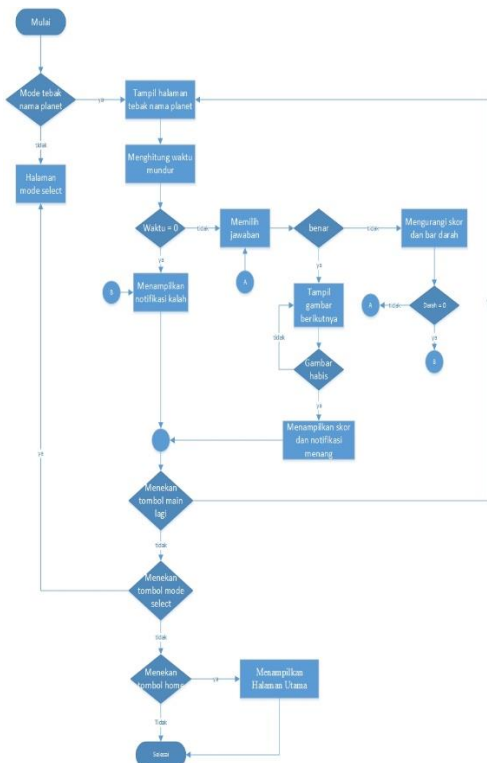 Mulai
Mode tebak
nama planet
ya
Tampil halaman
tebak nama planet
tidak
Halaman
mode select
Menghitung waktu
mundur
Waktu = 0
tidak
Memilih
jawaban
benar
tidak
Mengurangi skor
dan bar darah
ya
A
ya
B
Menampilkan
notifikasi kalah
Tampil
gambar
berikutnya
A
tidak
Darah = 0
ya
tidak
Gambar
habis
ya
Menampilkan skor
dan notifikasi
menang
ya
Menekan
tombol main
lagi
tidak
Menekan
tombol mode
select
tidak
Menekan
tombol home
ya
Menampilkan
Halaman Utama
Tidak
Selesai